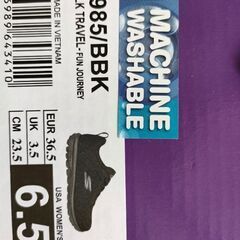 985/BBK
LK TRAVEL- FUN JOURNEY
MACHINE
WASHABLE
MADE IN VIETNAM
EUR 36.5
UK 3.5
CM 23.5
USA WOMEN'S
6.5